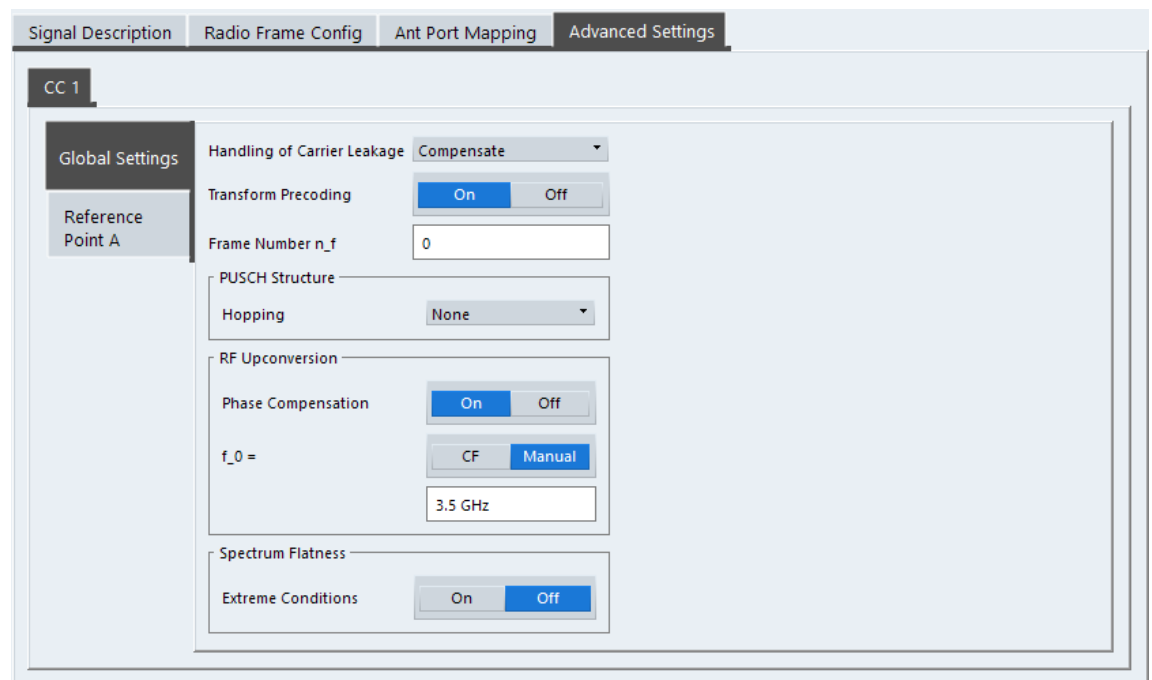 Signal Description Radio Frame Config Ant Port Mapping Advanced Settings
CC 1
Global Settings
Reference
Point A
Handling of Carrier Leakage Compensate
Transform Precoding On Off
Frame Number n_f 0
PUSCH Structure
Hopping None
RF Upconversion
Phase Compensation On Off
f_0 = CF Manual
3.5 GHz
Spectrum Flatness
Extreme Conditions On Off